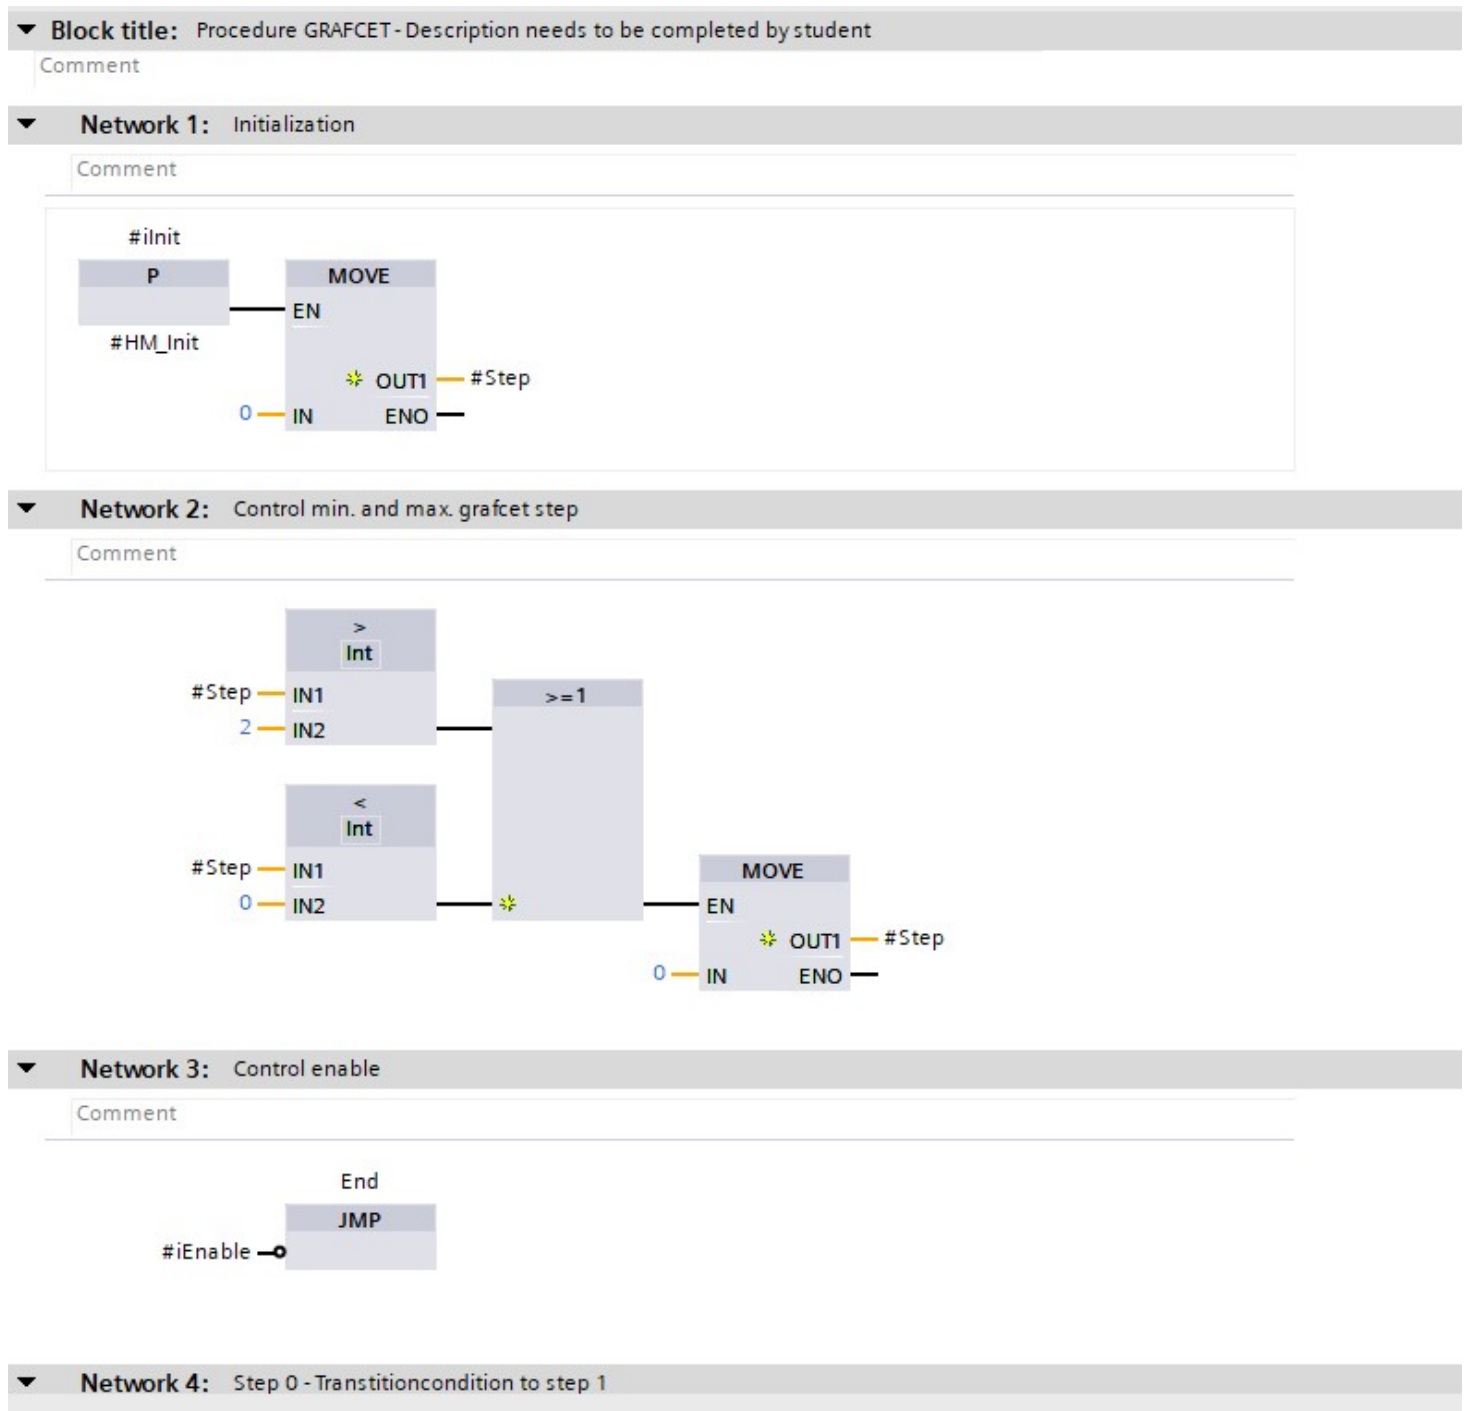 Block title: Procedure GRAFCET - Description needs to be completed by student
Comment
Network 1: Initialization
Comment
#iInit
P
MOVE
EN
#HM_Init
OUT1 #Step
0 IN ENO
Network 2: Control min. and max. grafcet step
Comment
>
Int
#Step IN1 >=1
2 IN2
<
Int
#Step IN1 MOVE
0 IN2 EN
OUT1 #Step
0 IN ENO
Network 3: Control enable
Comment
End
JMP
#iEnable
Network 4: Step 0 - Transtitioncondition to step 1